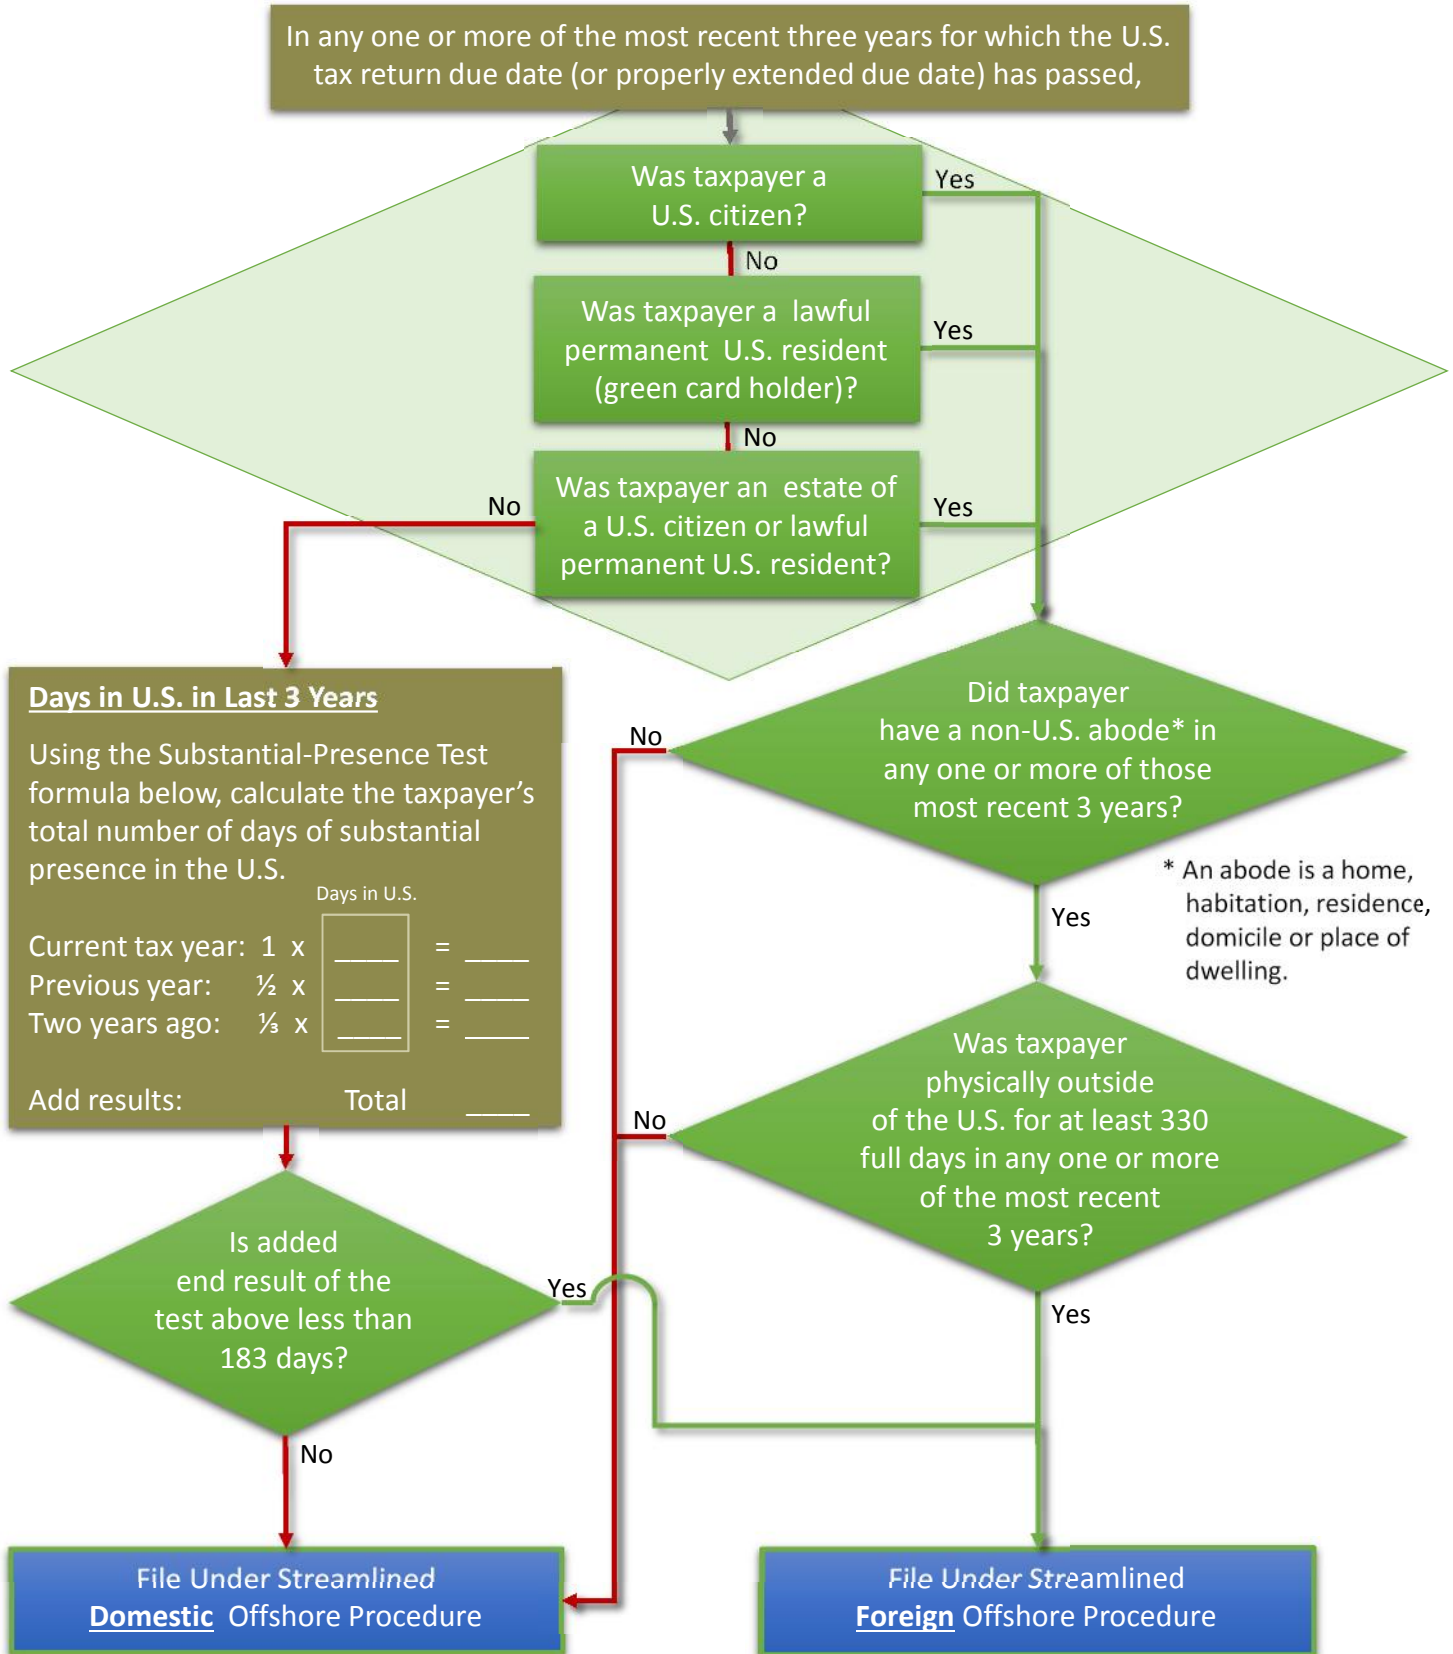 In any one or more of the most recent three years for which the U.S.
tax return due date (or properly extended due date) has passed,
Was taxpayer a
U.S. citizen?
Yes
No
Was taxpayer a lawful
permanent U.S. resident
(green card holder)?
Yes
No
Was taxpayer an estate of
a U.S. citizen or lawful
permanent U.S. resident?
No
Yes
Days in U.S. in Last 3 Years
Using the Substantial-Presence Test
formula below, calculate the taxpayer's
total number of days of substantial
presence in the U.S.
Days in U.S.
Current tax year: 1 x ____ = ____
Previous year: ½ x ____ = ____
Two years ago: ⅓ x ____ = ____
Add results: Total ____
Did taxpayer
have a non-U.S. abode* in
any one or more of those
most recent 3 years?
No
Yes
* An abode is a home,
habitation, residence,
domicile or place of
dwelling.
Was taxpayer
physically outside
of the U.S. for at least 330
full days in any one or more
of the most recent
3 years?
No
Yes
Is added
end result of the
test above less than
183 days?
Yes
No
File Under Streamlined
Domestic Offshore Procedure
File Under Streamlined
Foreign Offshore Procedure